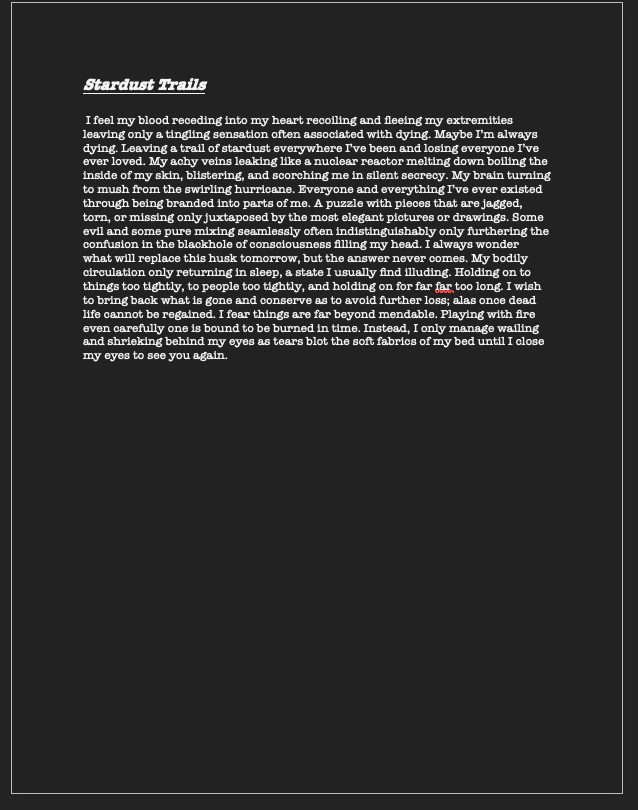 Stardust Trails
I feel my blood receding into my heart recoiling and fleeing my extremities
leaving only a tingling sensation often associated with dying. Maybe I'm always
dying. Leaving a trail of stardust everywhere I've been and losing everyone I've
ever loved. My achy veins leaking like a nuclear reactor melting down boiling the
inside of my skin, blistering, and scorching me in silent secrecy. My brain turning
to mush from the swirling hurricane. Everyone and everything I've ever existed
through being branded into parts of me. A puzzle with pieces that are jagged,
torn, or missing only juxtaposed by the most elegant pictures or drawings. Some
evil and some pure mixing seamlessly often indistinguishably only furthering the
confusion in the blackhole of consciousness filling my head. I always wonder
what will replace this husk tomorrow, but the answer never comes. My bodily
circulation only returning in sleep, a state I usually find illuding. Holding on to
things too tightly, to people too tightly, and holding on for far far too long. I wish
to bring back what is gone and conserve as to avoid further loss; alas once dead
life cannot be regained. I fear things are far beyond mendable. Playing with fire
even carefully one is bound to be burned in time. Instead, I only manage wailing
and shrieking behind my eyes as tears blot the soft fabrics of my bed until I close
my eyes to see you again.